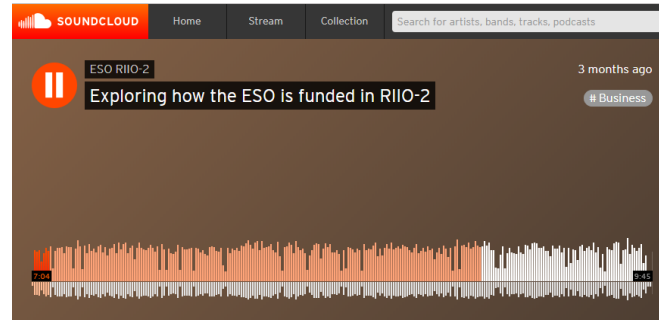 SOUNDCLOUD Home Stream Collection Search for artists, bands, tracks, podcasts
ESO RIIO-2 3 months ago
Exploring how the ESO is funded in RIIO-2 # Business
7:04 9:45